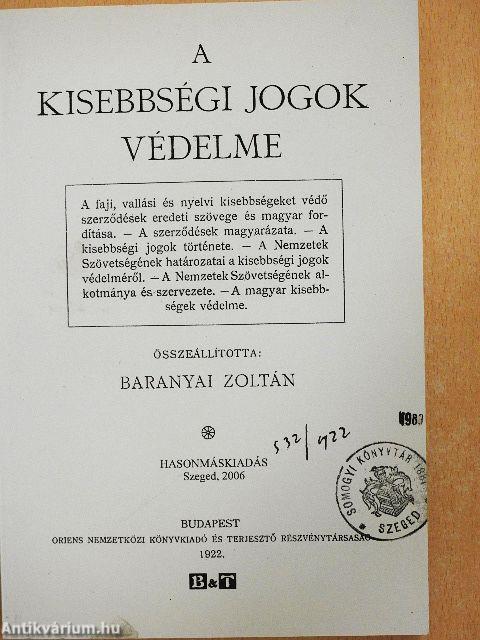 A
KISEBBSÉGI JOGOK
VÉDELME
A faji, vallási és nyelvi kisebbségeket védő
szerződések eredeti szövege és magyar for-
dítása. — A szerződések magyarázata. — A
kisebbségi jogok története. — A Nemzetek
Szövetségének határozatai a kisebbségi jogok
védelméről. — A Nemzetek Szövetségének al-
kotmánya és szervezete. — A magyar kisebb-
ségek védelme.
ÖSSZEÁLLÍTOTTA:
BARANYAI ZOLTÁN
532/922
HASONMÁSKIADÁS
Szeged, 2006
SOMOGYI KÖNYVTÁR
SZEGED
BUDAPEST
ORIENS NEMZETKÖZI KÖNYVKIADÓ ÉS TERJESZTŐ RÉSZVÉNYTÁRSASÁG
1922.
B&T
Antikvárium.hu